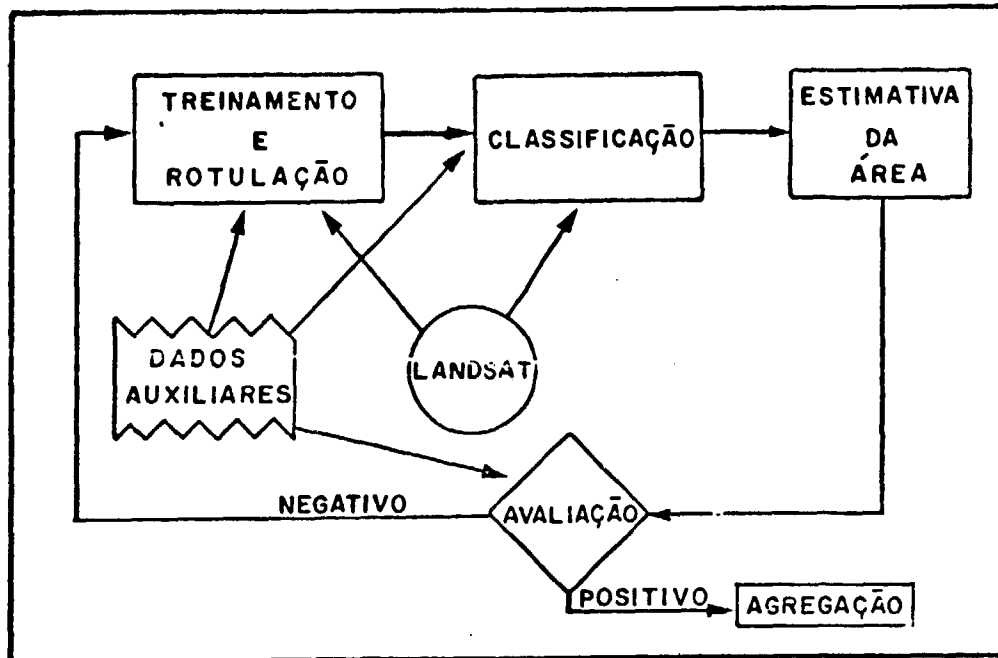 TREINAMENTO
E
ROTULAÇÃO
CLASSIFICAÇÃO
ESTIMATIVA
DA
ÁREA
DADOS
AUXILIARES
LANDSAT
NEGATIVO
AVALIAÇÃO
POSITIVO
AGREGAÇÃO